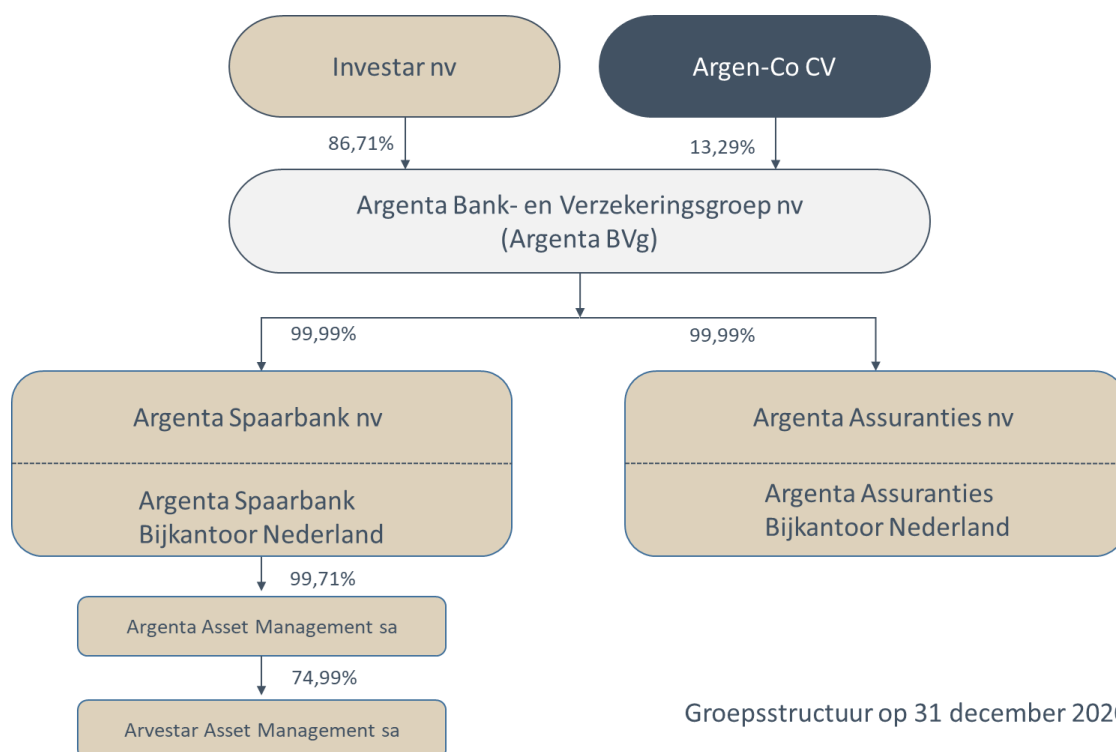 Investar nv
Argen-Co CV
86,71%
13,29%
Argenta Bank- en Verzekeringsgroep nv
(Argenta BVg)
99,99%
99,99%
Argenta Spaarbank nv
Argenta Assuranties nv
Argenta Spaarbank
Bijkantoor Nederland
Argenta Assuranties
Bijkantoor Nederland
99,71%
Argenta Asset Management sa
74,99%
Arvestar Asset Management sa
Groepsstructuur op 31 december 2020